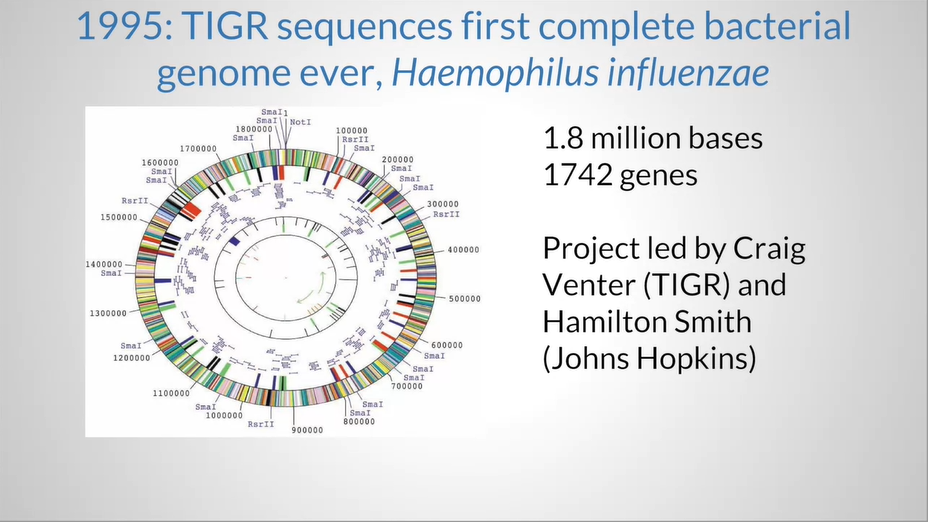 1995: TIGR sequences first complete bacterial
genome ever, Haemophilus influenzae
1.8 million bases
1742 genes
Project led by Craig
Venter (TIGR) and
Hamilton Smith
(Johns Hopkins)
SmaI
1
SmaI
NotI
1800000
SmaI
100000
RsrII
SmaI
1700000
200000
SmaI
1600000
SmaI
SmaI
SmaI
SmaI
RsrII
300000
RsrII
1500000
400000
1400000
SmaI
500000
1300000
600000
SmaI
SmaI
1200000
SmaI
SmaI
700000
1100000
SmaI
1000000
SmaI
SmaI
800000
RsrII
900000